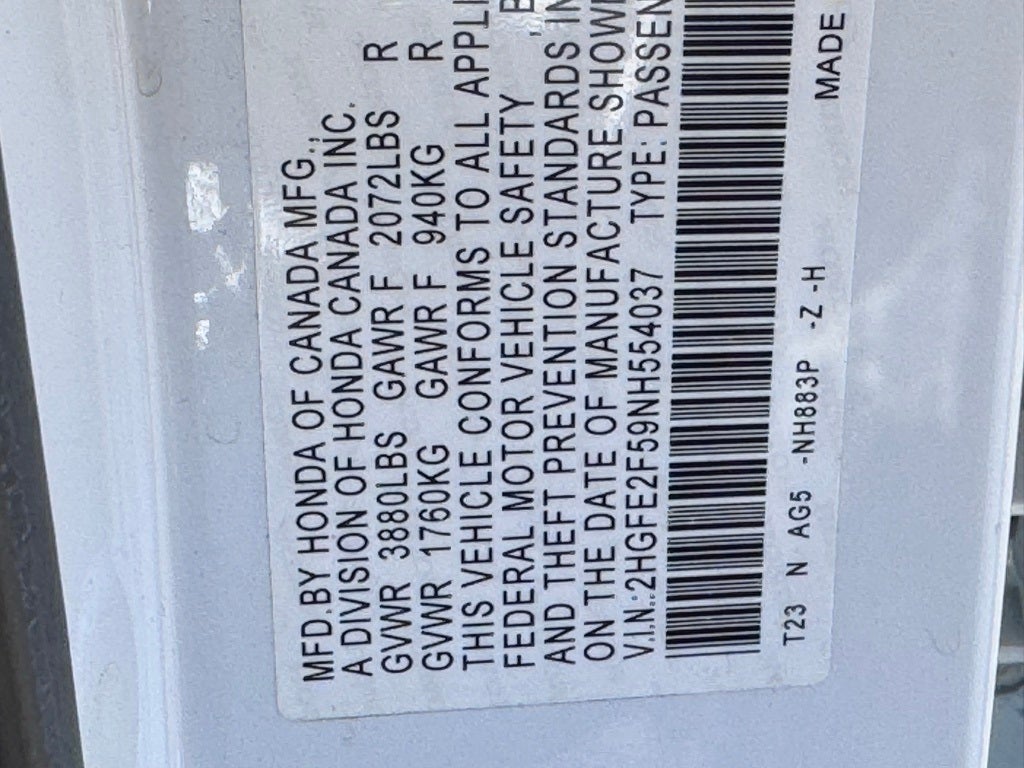 MFD.BY HONDA OF CANADA MFG.,
A DIVISION OF HONDA CANADA INC.
GVWR 3880LBS GAWR F 2072LBS R
GVWR 1760KG GAWR F 940KG R
THIS VEHICLE CONFORMS TO ALL APPLI
FEDERAL MOTOR VEHICLE SAFETY
AND THEFT PREVENTION STANDARDS IN
ON THE DATE OF MANUFACTURE SHOWN
V.I.N.: 2HGFE2F59NH554037 TYPE: PASSEN
T23 N AG5 -NH883P -Z -H MADE